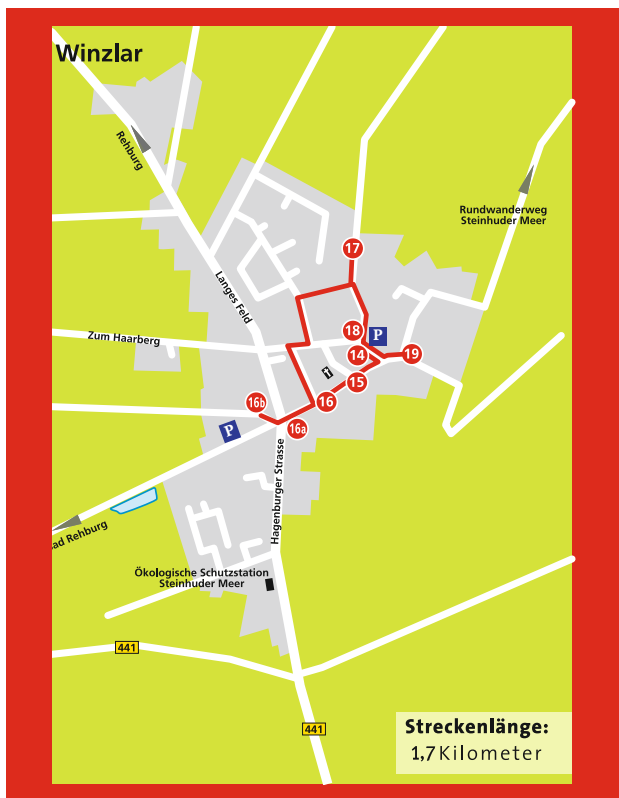 Winzlar
Rehburg
Rundwanderweg
Steinhuder Meer
17
Langes Feld
18
P
Zum Haarberg
14
19
15
16b
16
16a
P
Hagenburger Strasse
ad Rehburg
Ökologische Schutzstation
Steinhuder Meer
441
441
Streckenlänge:
1,7 Kilometer